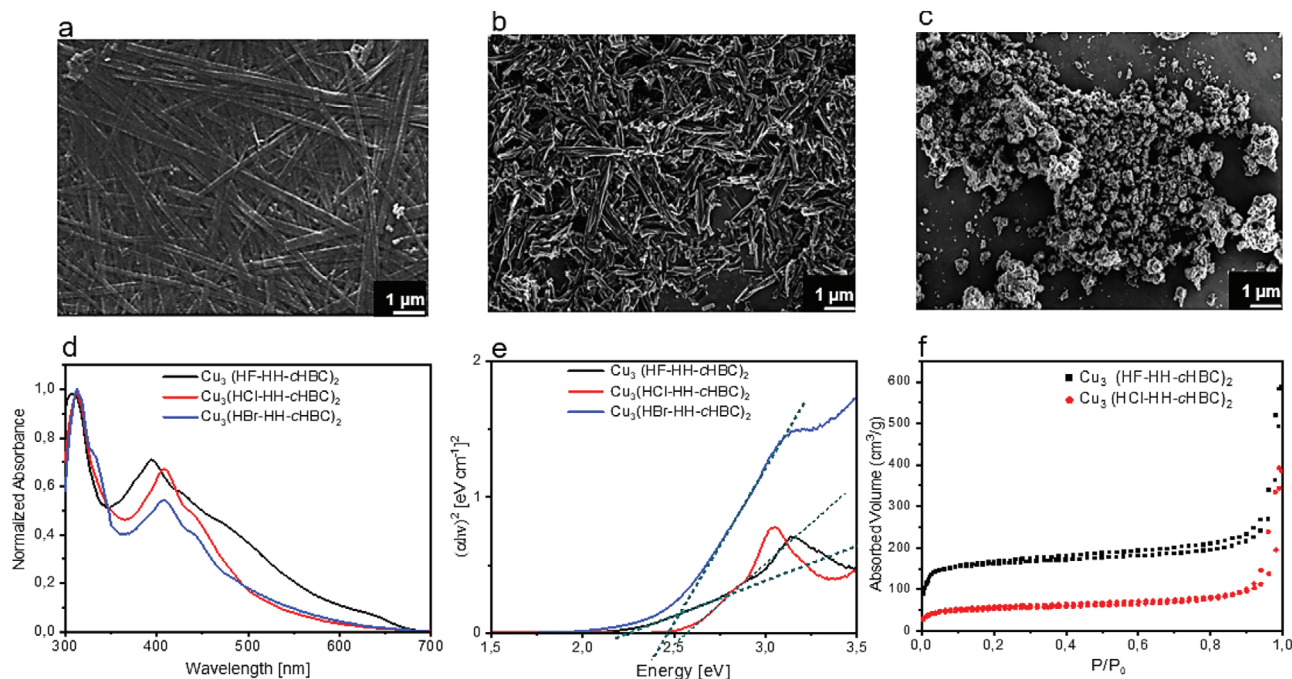 a
b
c
1 µm
1 µm
1 µm
d
e
f
Cu3 (HF-HH-cHBC)2
Cu3(HCl-HH-cHBC)2
Cu3(HBr-HH-cHBC)2
1,0
0,8
0,6
0,4
0,2
0,0
Normalized Absorbance
300
400
500
600
700
Wavelength [nm]
Cu3 (HF-HH-cHBC)2
Cu3(HCl-HH-cHBC)2
Cu3(HBr-HH-cHBC)2
2
1
0
(αhν)2 [eV cm-1]2
1,5
2,0
2,5
3,0
3,5
Energy [eV]
Cu3 (HF-HH-cHBC)2
Cu3 (HCl-HH-cHBC)2
600
500
400
300
200
100
0
Absorbed Volume (cm3/g)
0,0
0,2
0,4
0,6
0,8
1,0
P/P0